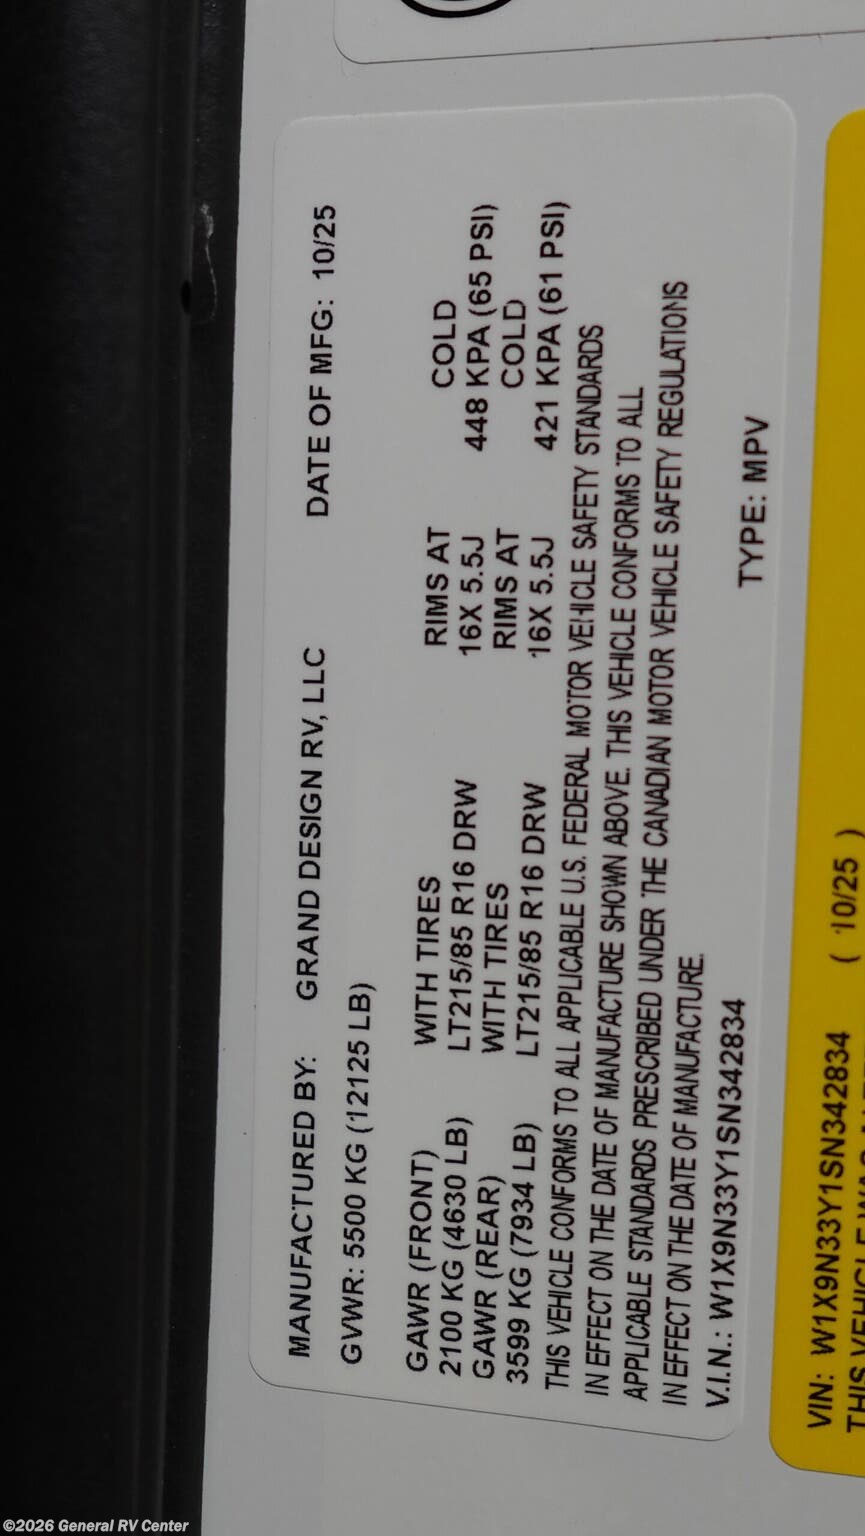 MANUFACTURED BY: GRAND DESIGN RV, LLC DATE OF MFG: 10/25
GVWR: 5500 KG (12125 LB)
GAWR (FRONT) WITH TIRES RIMS AT COLD
2100 KG (4630 LB) LT215/85 R16 DRW 16X 5.5J 448 KPA (65 PSI)
GAWR (REAR) WITH TIRES RIMS AT COLD
3599 KG (7934 LB) LT215/85 R16 DRW 16X 5.5J 421 KPA (61 PSI)
THIS VEHICLE CONFORMS TO ALL APPLICABLE U.S. FEDERAL MOTOR VEHICLE SAFETY STANDARDS
IN EFFECT ON THE DATE OF MANUFACTURE SHOWN ABOVE. THIS VEHICLE CONFORMS TO ALL
APPLICABLE STANDARDS PRESCRIBED UNDER THE CANADIAN MOTOR VEHICLE SAFETY REGULATIONS
IN EFFECT ON THE DATE OF MANUFACTURE.
V.I.N.: W1X9N33Y1SN342834 TYPE: MPV
VIN: W1X9N33Y1SN342834 ( 10/25 )
THIS VEHICLE
©2026 General RV Center